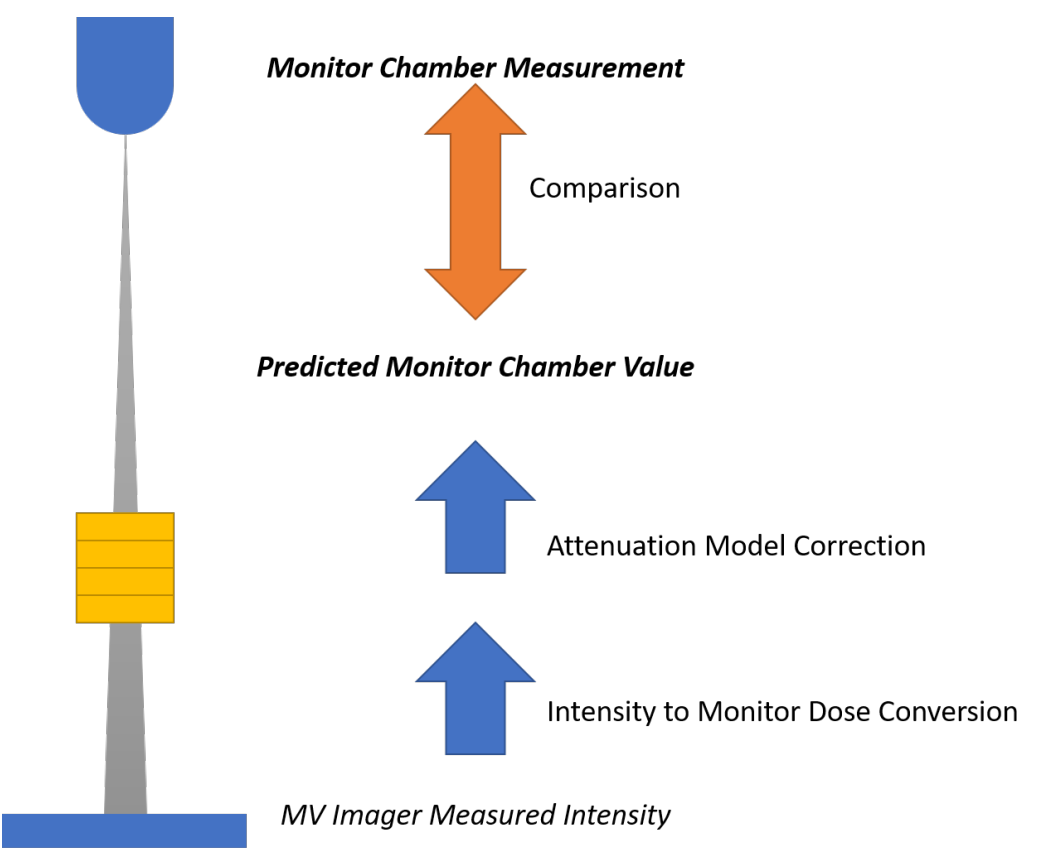 Monitor Chamber Measurement
Comparison
Predicted Monitor Chamber Value
Attenuation Model Correction
Intensity to Monitor Dose Conversion
MV Imager Measured Intensity